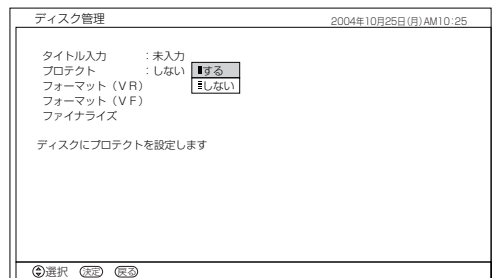 ディスク管理 2004年10月25日(月)AM10:25
タイトル入力 :未入力
プロテクト :しない する
フォーマット(VR) しない
フォーマット(VF)
ファイナライズ
ディスクにプロテクトを設定します
選択 決定 戻る